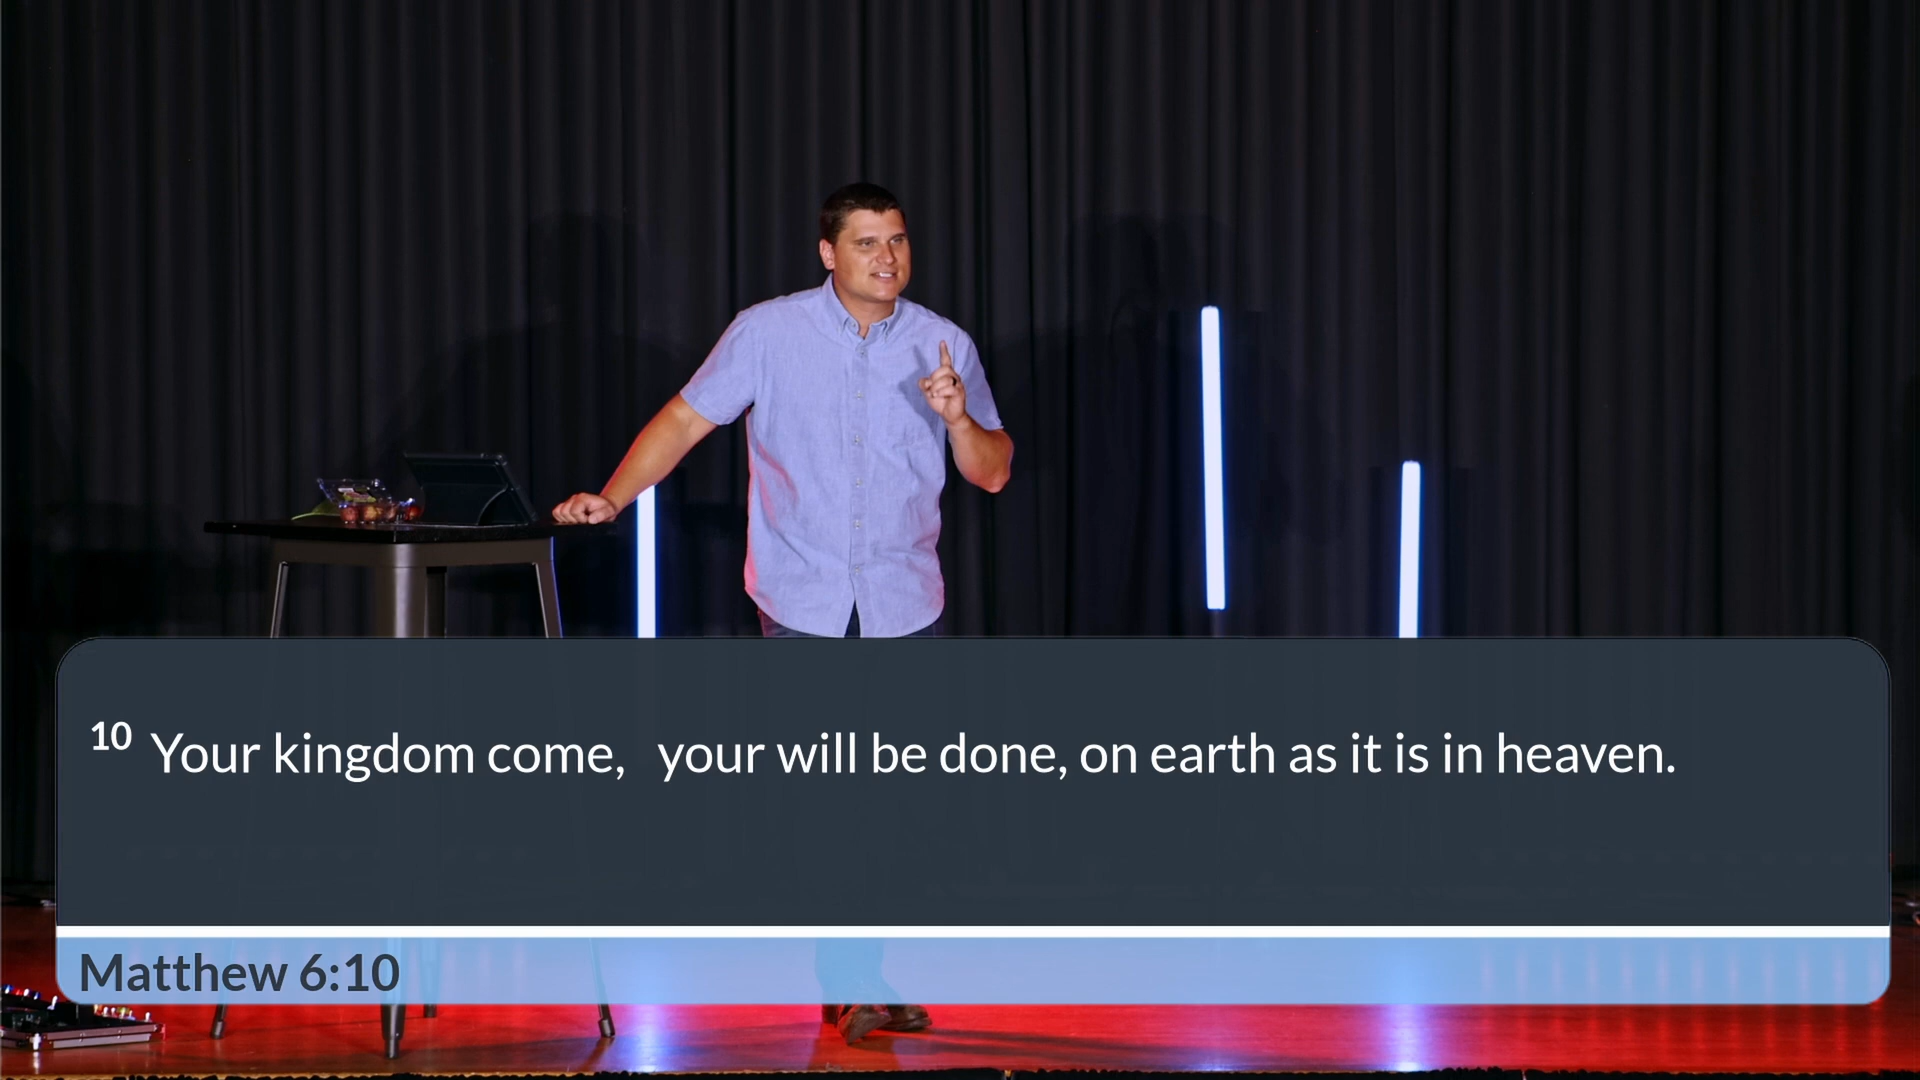 10 Your kingdom come, your will be done, on earth as it is in heaven.
Matthew 6:10